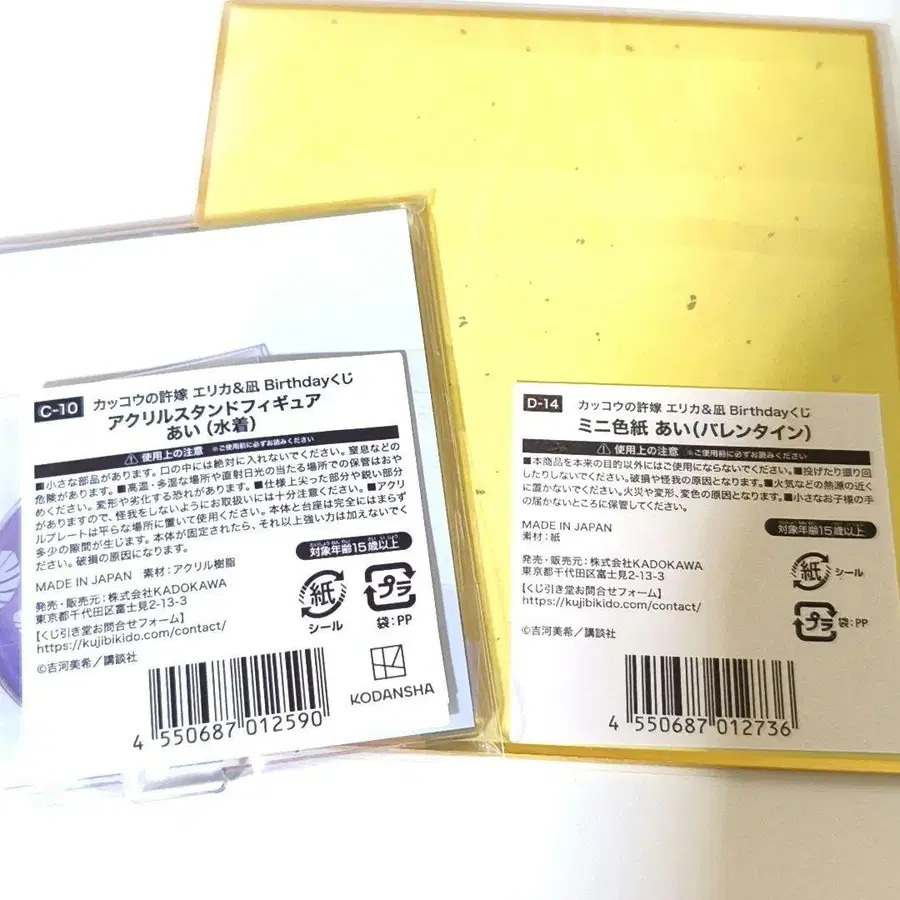 C-10 カッコウの許嫁 エリカ&凪 Birthdayくじ
アクリルスタンドフィギュア
あい（水着）
使用上の注意 ※ご使用前に必ずお読みください
■小さな部品があります。口の中には絶対に入れないでください。窒息などの
危険があります。■高温・多湿な場所や直射日光の当たる場所での保管はおや
めください。変形や劣化する恐れがあります。■仕様上尖った部分や鋭い部分
がありますので、怪我をしないようにお取扱いには十分注意ください。■アクリ
ルプレートは平らな場所に置いて使用ください。本体と台座は完全にはまらず
多少の隙間が生じます。本体が固定されたら、それ以上強い力は加えないでく
ださい。破損の原因になります。
対象年齢15歳以上
MADE IN JAPAN 素材：アクリル樹脂
発売・販売元：株式会社KADOKAWA
東京都千代田区富士見2-13-3
【くじ引き堂お問合せフォーム】
https://kujibikido.com/contact/
©吉河美希／講談社
紙
シール
プラ
袋：PP
KODANSHA
4 550687 012590
D-14 カッコウの許嫁 エリカ&凪 Birthdayくじ
ミニ色紙 あい（バレンタイン）
使用上の注意 ※ご使用前に必ずお読みください
■本商品を本来の目的以外にはご使用にならないでください。■投げたり振り回
したりしないでください。破損や怪我の原因となります。■火気などの熱源の近く
に置かないでください。火災や変形、変色の原因となります。■小さなお子様の手
の届かないところに保管してください。
対象年齢15歳以上
MADE IN JAPAN
素材：紙
発売・販売元：株式会社KADOKAWA
東京都千代田区富士見2-13-3
【くじ引き堂お問合せフォーム】
https://kujibikido.com/contact/
©吉河美希／講談社
紙
シール
プラ
袋：PP
4 550687 012736